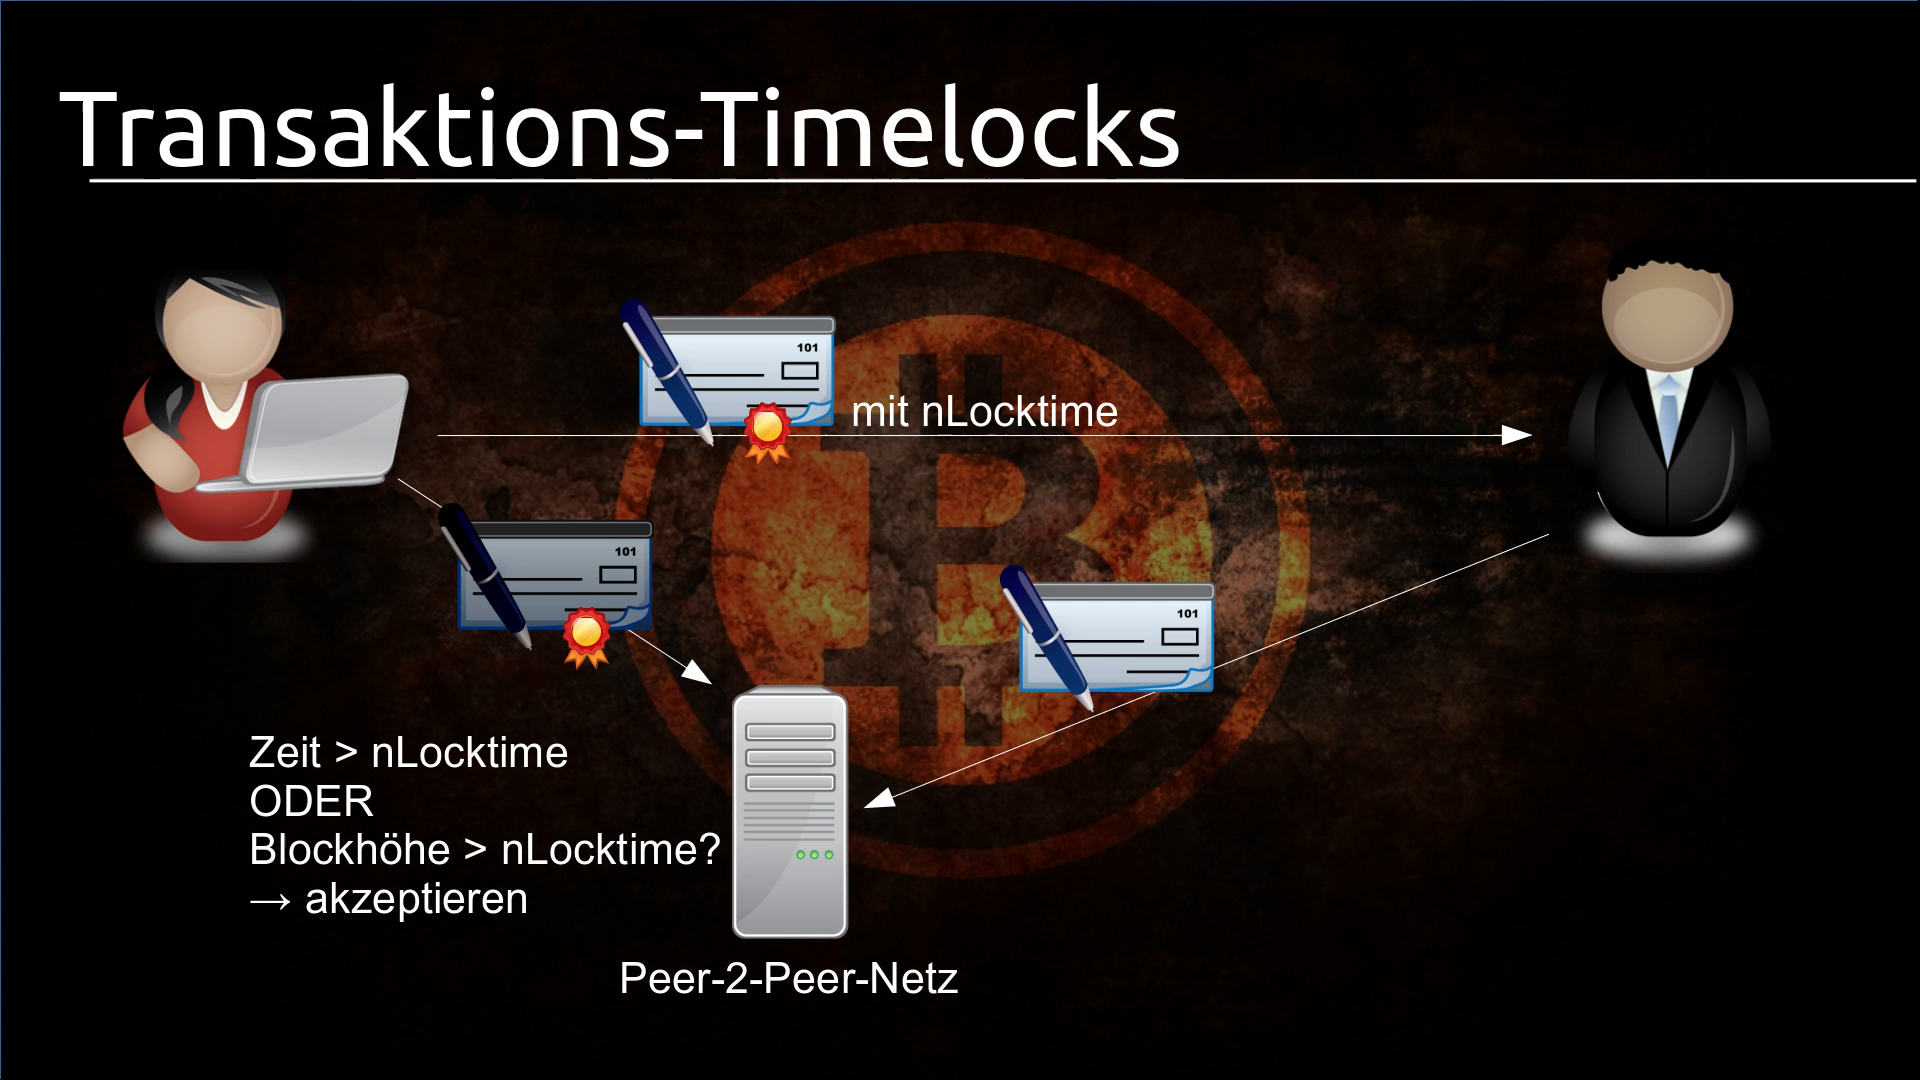 Transaktions-Timelocks
101
mit nLocktime
101
101
Zeit > nLocktime
ODER
Blockhöhe > nLocktime?
→ akzeptieren
Peer-2-Peer-Netz